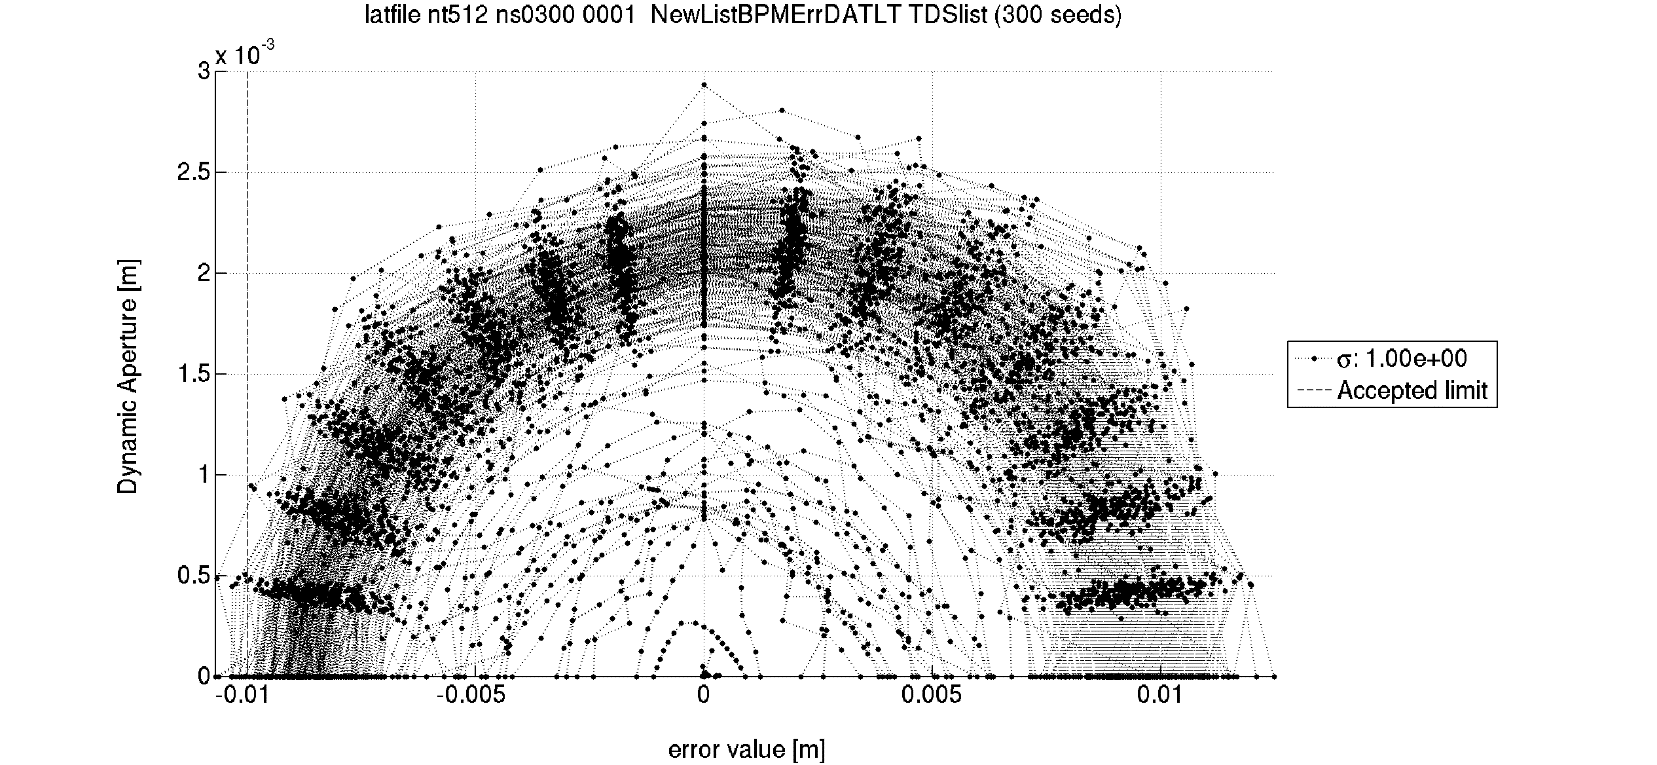 latfile nt512 ns0300 0001  NewListBPMErrDATLT TDSlist (300 seeds)
x 10^-3
3
2.5
2
1.5
1
0.5
0
-0.01 -0.005 0 0.005 0.01
Dynamic Aperture [m]
error value [m]
σ: 1.00e+00
Accepted limit